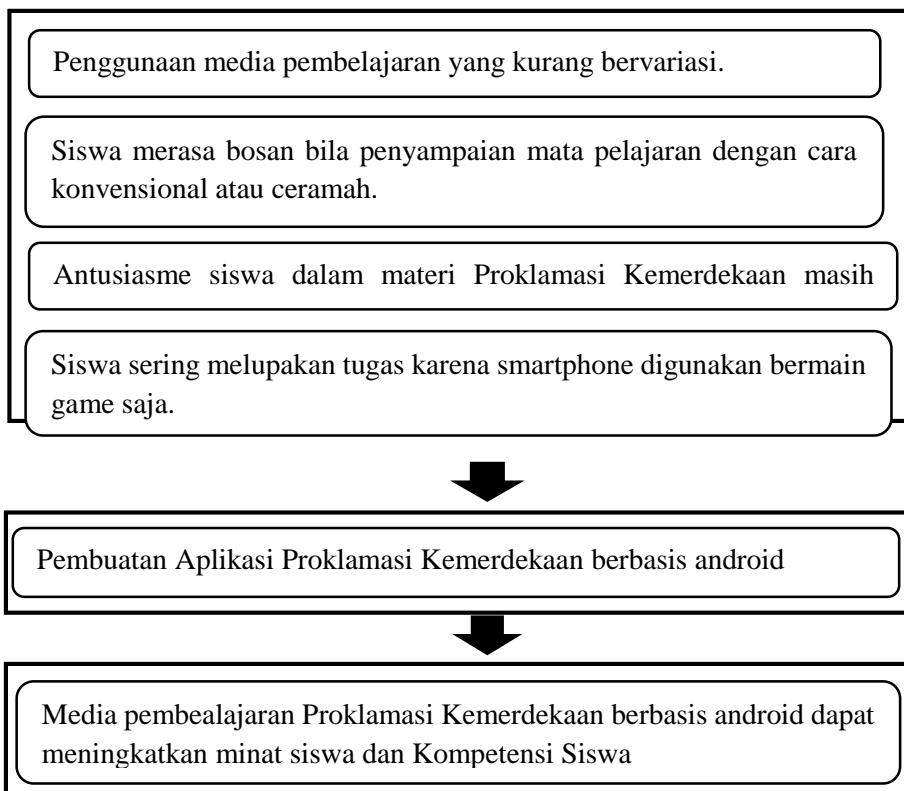 Penggunaan media pembelajaran yang kurang bervariasi.
Siswa merasa bosan bila penyampaian mata pelajaran dengan cara
konvensional atau ceramah.
Antusiasme siswa dalam materi Proklamasi Kemerdekaan masih
Siswa sering melupakan tugas karena smartphone digunakan bermain
game saja.
Pembuatan Aplikasi Proklamasi Kemerdekaan berbasis android
Media pembealajaran Proklamasi Kemerdekaan berbasis android dapat
meningkatkan minat siswa dan Kompetensi Siswa